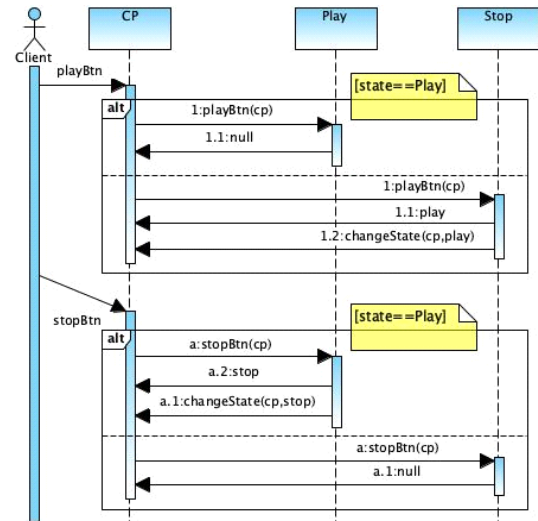 CP
Play
Stop
Client
playBtn
[state==Play]
alt
1:playBtn(cp)
1.1:null
1:playBtn(cp)
1.1:play
1.2:changeState(cp,play)
stopBtn
[state==Play]
alt
a:stopBtn(cp)
a.2:stop
a.1:changeState(cp,stop)
a:stopBtn(cp)
a.1:null